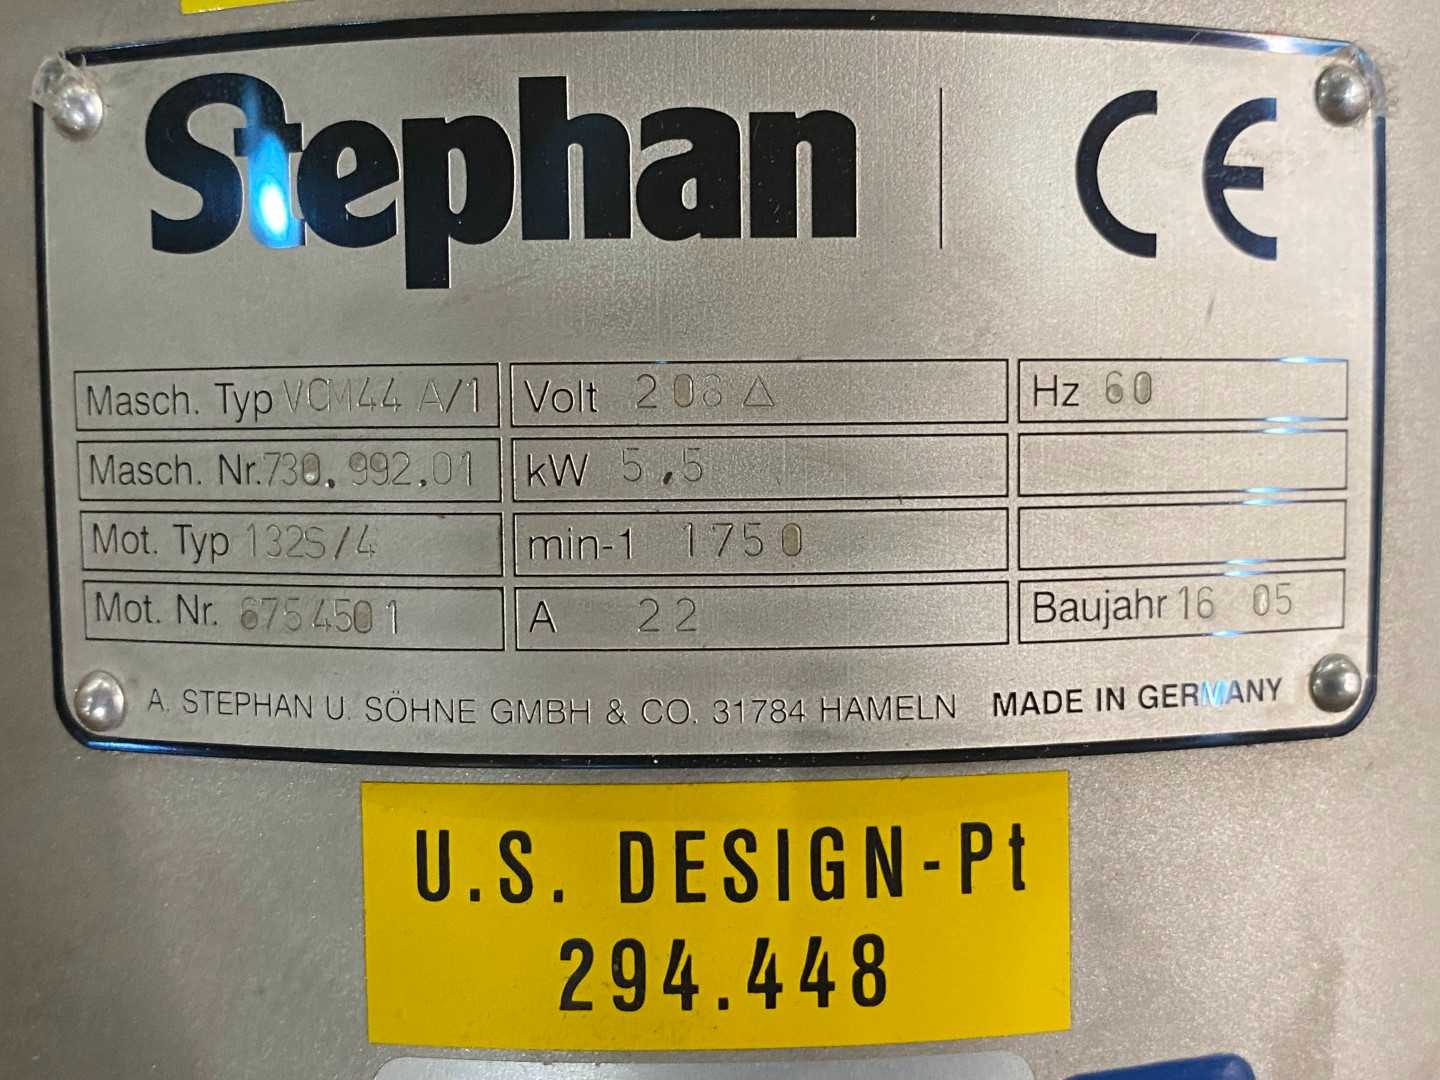 Stephan CE
Masch. Typ VCM44 A/1 Volt 208 △ Hz 60
Masch. Nr. 730.992.01 kW 5,5
Mot. Typ 132S/4 min-1 1750
Mot. Nr. 6754501 A 22 Baujahr 16 05
A. STEPHAN U. SÖHNE GMBH & CO. 31784 HAMELN MADE IN GERMANY
U.S. DESIGN-Pt
294.448